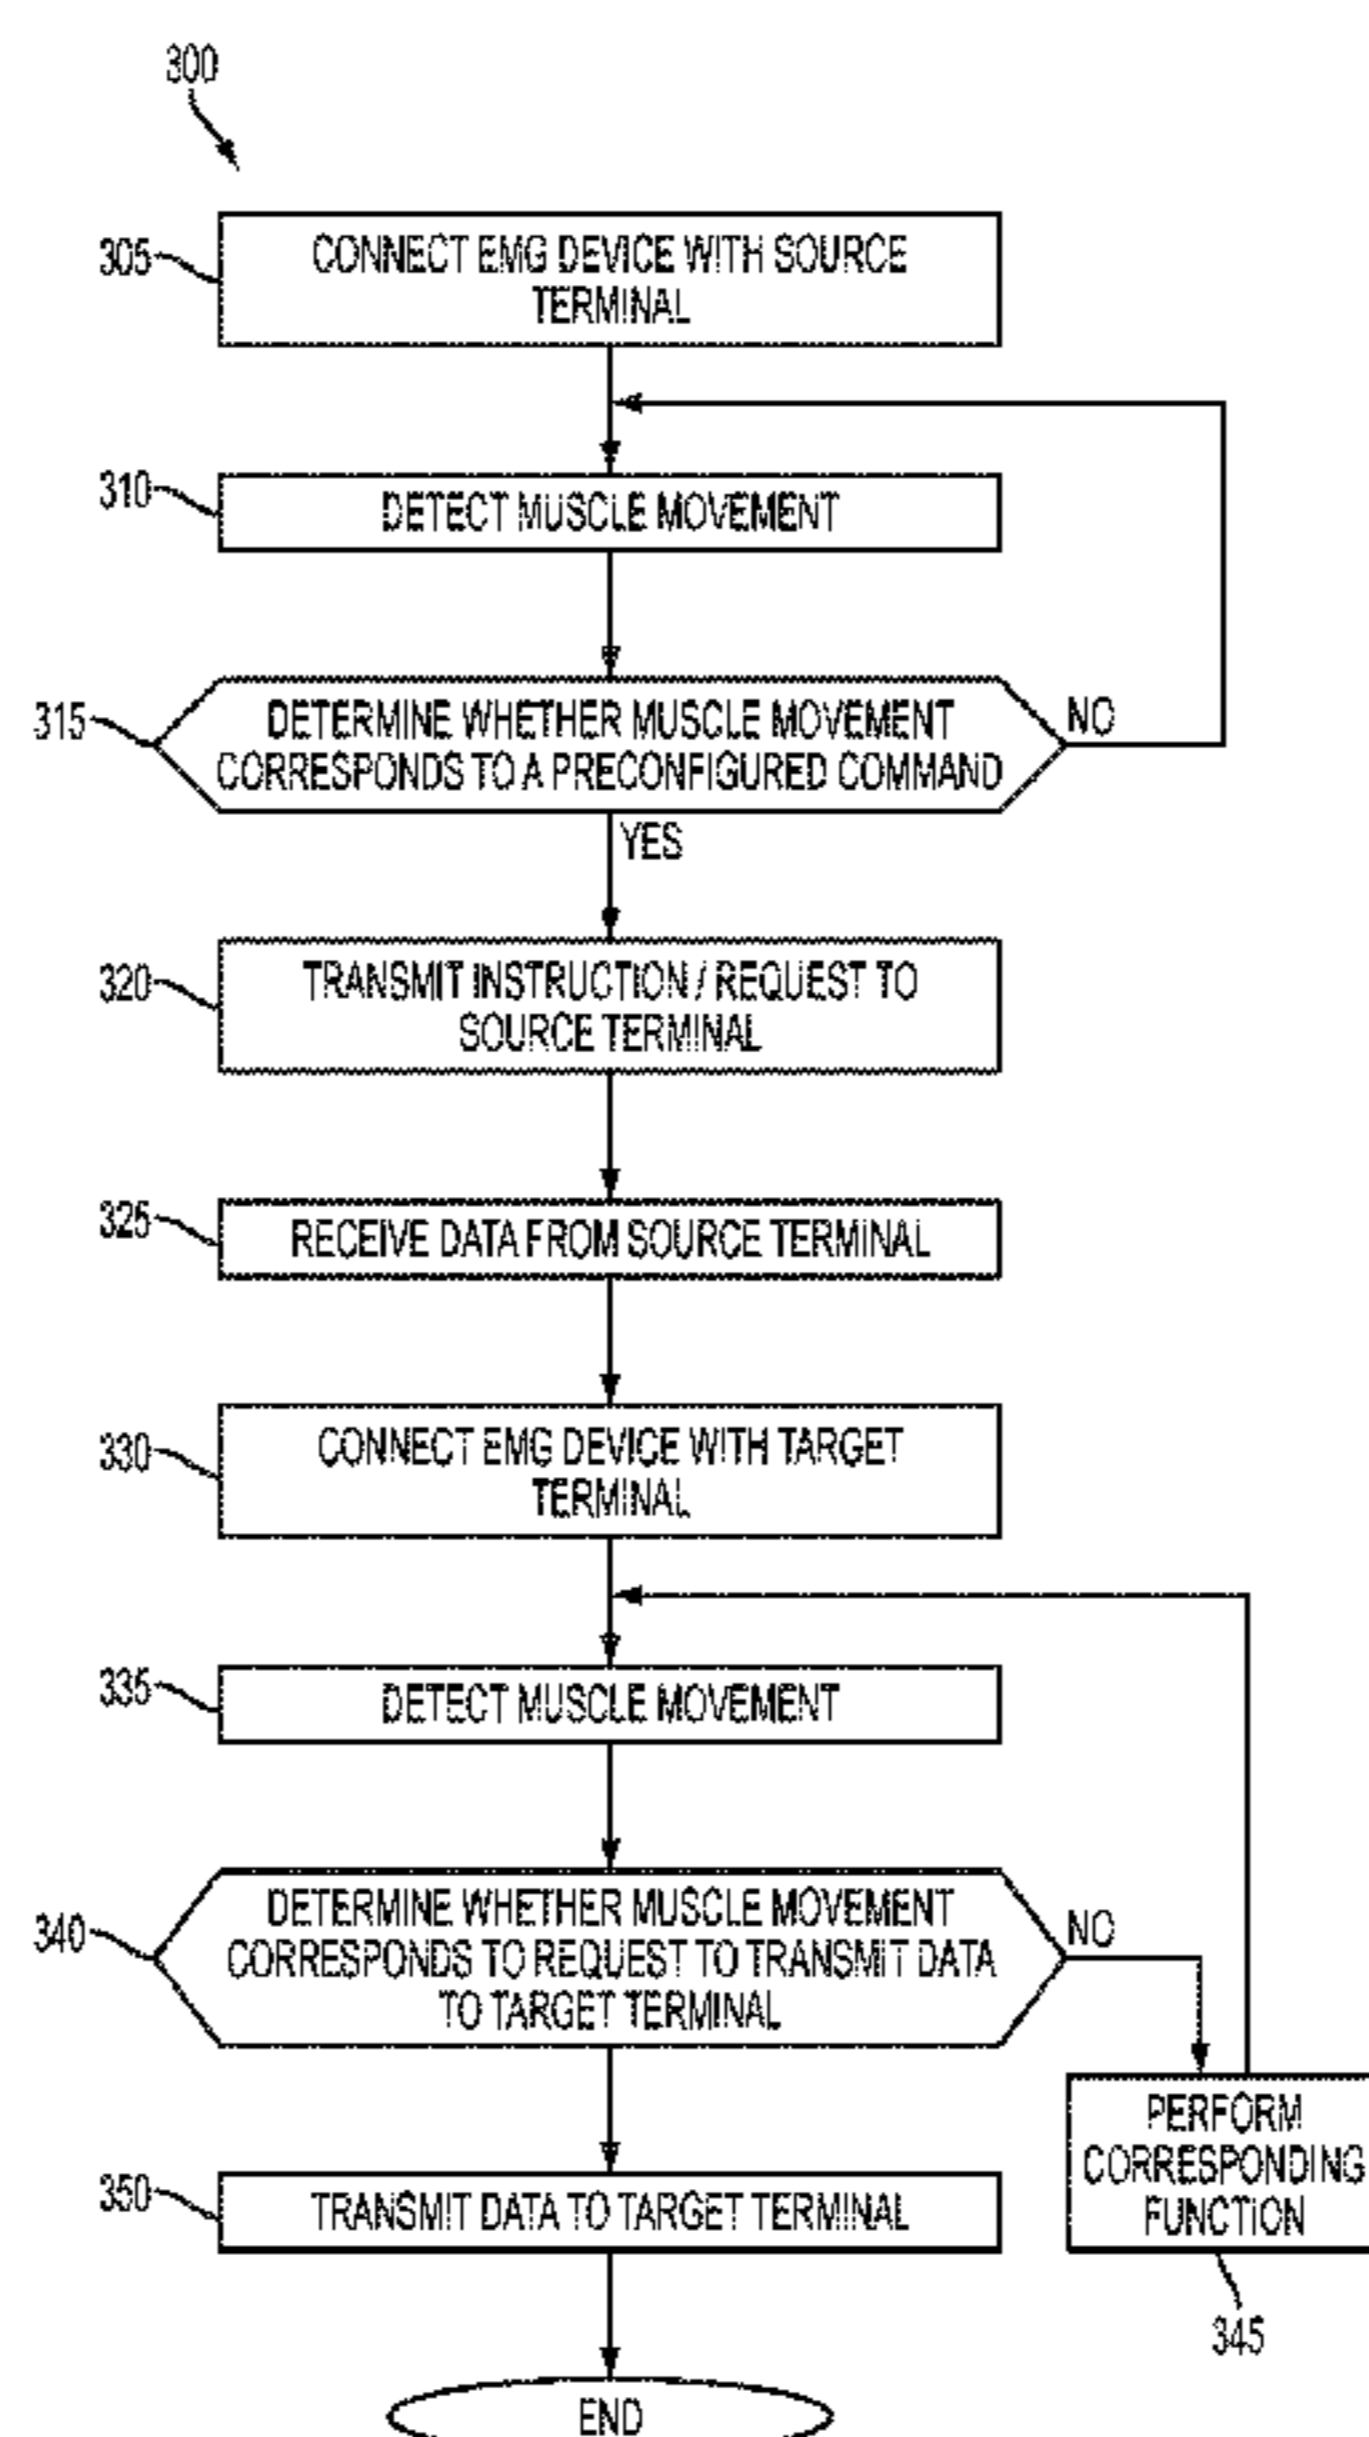 300
305
CONNECT EMG DEVICE WITH SOURCE
TERMINAL
310
DETECT MUSCLE MOVEMENT
315
DETERMINE WHETHER MUSCLE MOVEMENT
CORRESPONDS TO A PRECONFIGURED COMMAND
NO
YES
320
TRANSMIT INSTRUCTION / REQUEST TO
SOURCE TERMINAL
325
RECEIVE DATA FROM SOURCE TERMINAL
330
CONNECT EMG DEVICE WITH TARGET
TERMINAL
335
DETECT MUSCLE MOVEMENT
340
DETERMINE WHETHER MUSCLE MOVEMENT
CORRESPONDS TO REQUEST TO TRANSMIT DATA
TO TARGET TERMINAL
NO
PERFORM
CORRESPONDING
FUNCTION
345
350
TRANSMIT DATA TO TARGET TERMINAL
END